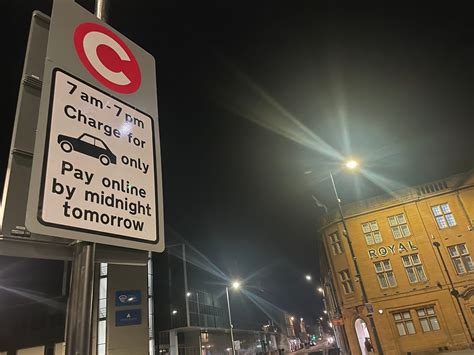 C
7 am - 7 pm
Charge for
only
Pay online
by midnight
tomorrow
ROYAL